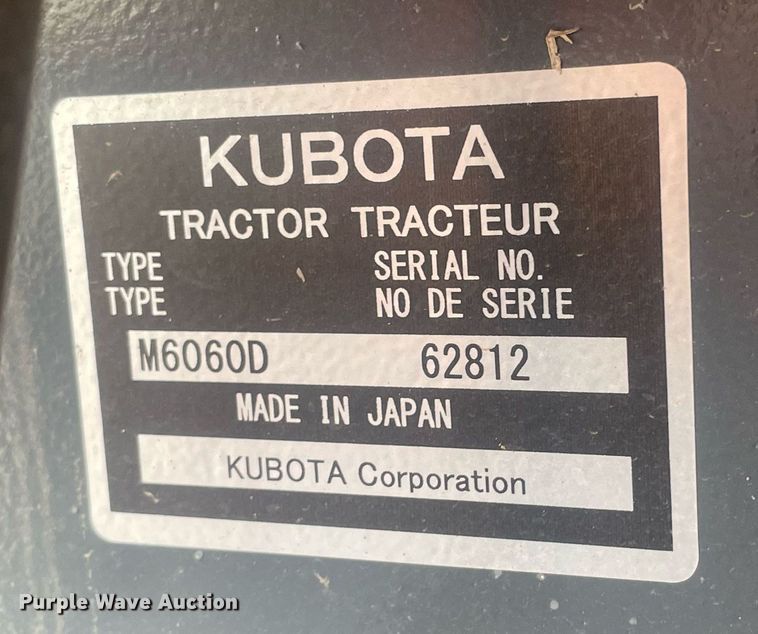 KUBOTA
TRACTOR TRACTEUR
TYPE SERIAL NO.
TYPE NO DE SERIE
M6060D 62812
MADE IN JAPAN
KUBOTA Corporation
Purple Wave Auction